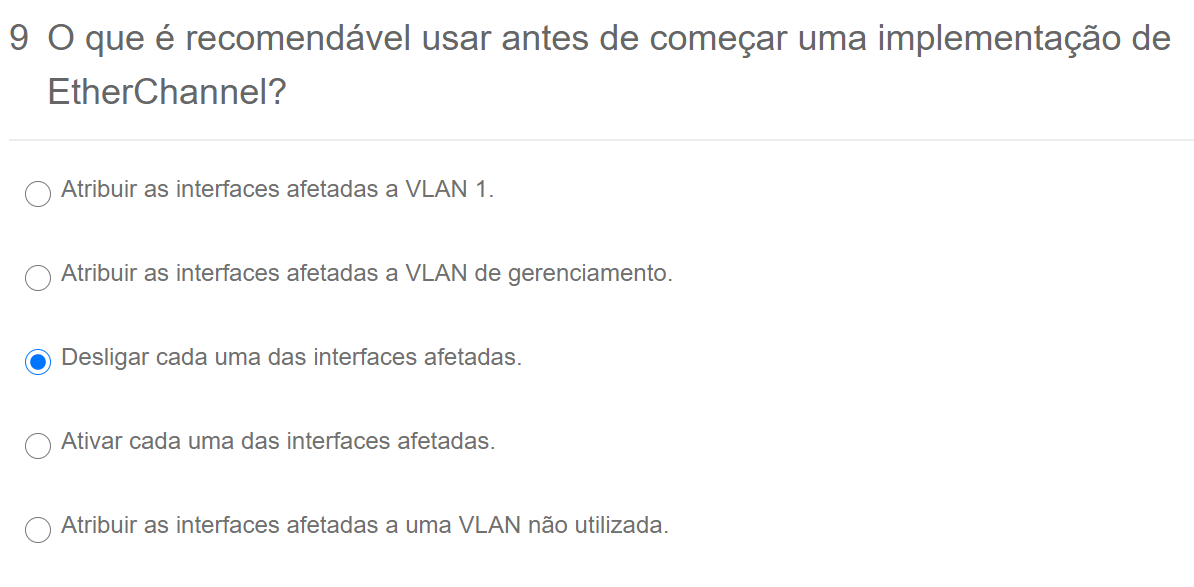 9 O que é recomendável usar antes de começar uma implementação de
EtherChannel?
Atribuir as interfaces afetadas a VLAN 1.
Atribuir as interfaces afetadas a VLAN de gerenciamento.
Desligar cada uma das interfaces afetadas.
Ativar cada uma das interfaces afetadas.
Atribuir as interfaces afetadas a uma VLAN não utilizada.